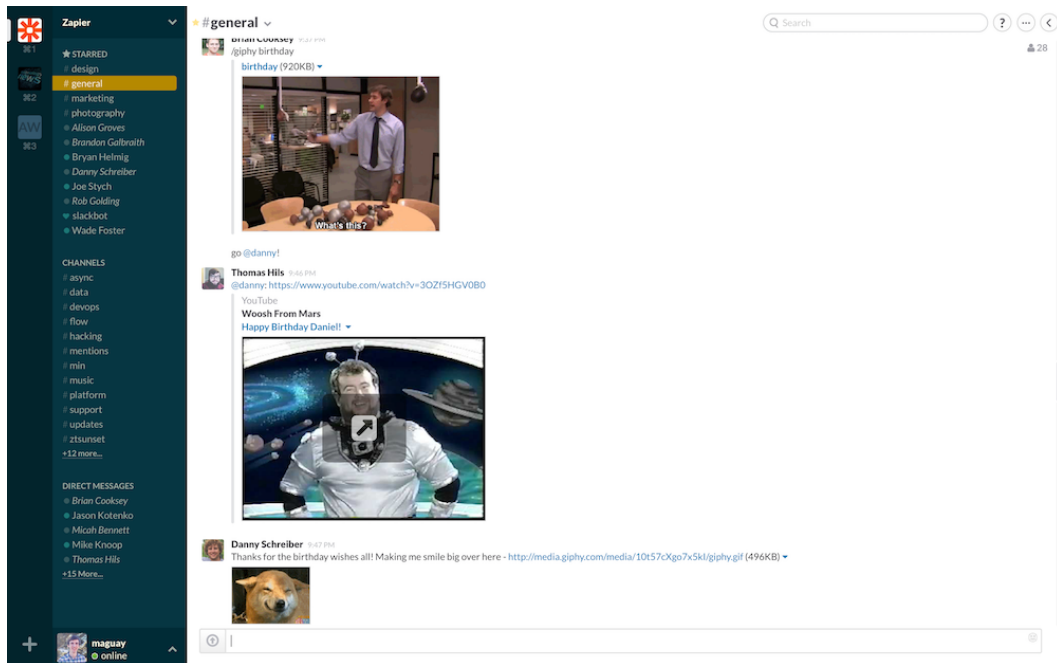 Zapier
⌘1
⌘2
AW
⌘3
★ STARRED
# design
# general
# marketing
# photography
Alison Groves
Brandon Galbraith
Bryan Helmig
Danny Schreiber
Joe Stych
Rob Golding
slackbot
Wade Foster
CHANNELS
# async
# data
# devops
# flow
# hacking
# mentions
# min
# music
# platform
# support
# updates
# ztsunset
+12 more...
DIRECT MESSAGES
Brian Cooksey
Jason Kotenko
Micah Bennett
Mike Knoop
Thomas Hils
+15 More...
maguay
online
#general
Search
?
28
Brian Cooksey 9:27 PM
/giphy birthday
birthday (920KB)
What's this?
go @danny!
Thomas Hils 9:46 PM
@danny: https://www.youtube.com/watch?v=3OZf5HGV0B0
YouTube
Woosh From Mars
Happy Birthday Daniel!
Danny Schreiber 9:47 PM
Thanks for the birthday wishes all! Making me smile big over here - http://media.giphy.com/media/10t57cXgo7x5kI/giphy.gif (496KB)